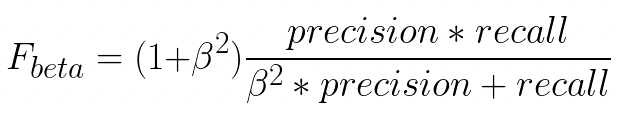 F_{beta} = (1+β^2) \frac{precision * recall}{β^2 * precision + recall}